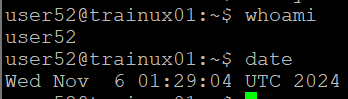 user52@trainux01:~$ whoami
user52
user52@trainux01:~$ date
Wed Nov  6 01:29:04 UTC 2024